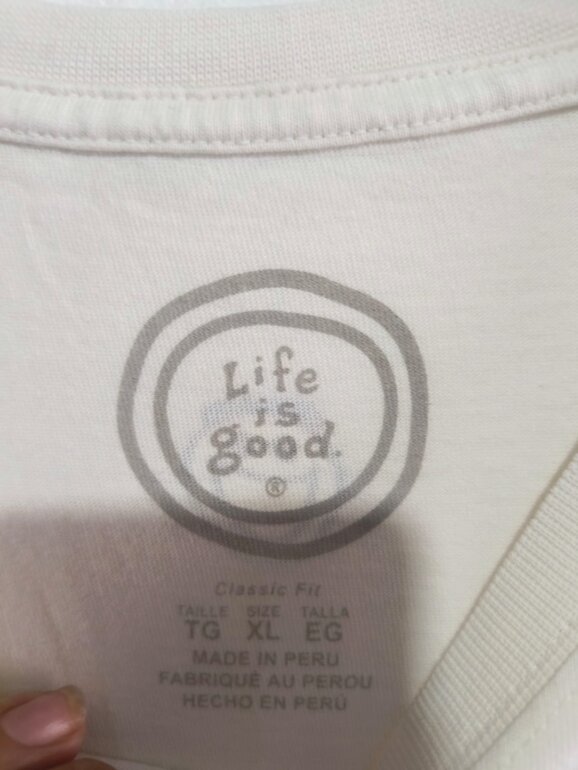 Life
is
good.
®
Classic Fit
TAILLE SIZE TALLA
TG XL EG
MADE IN PERU
FABRIQUÉ AU PEROU
HECHO EN PERÚ